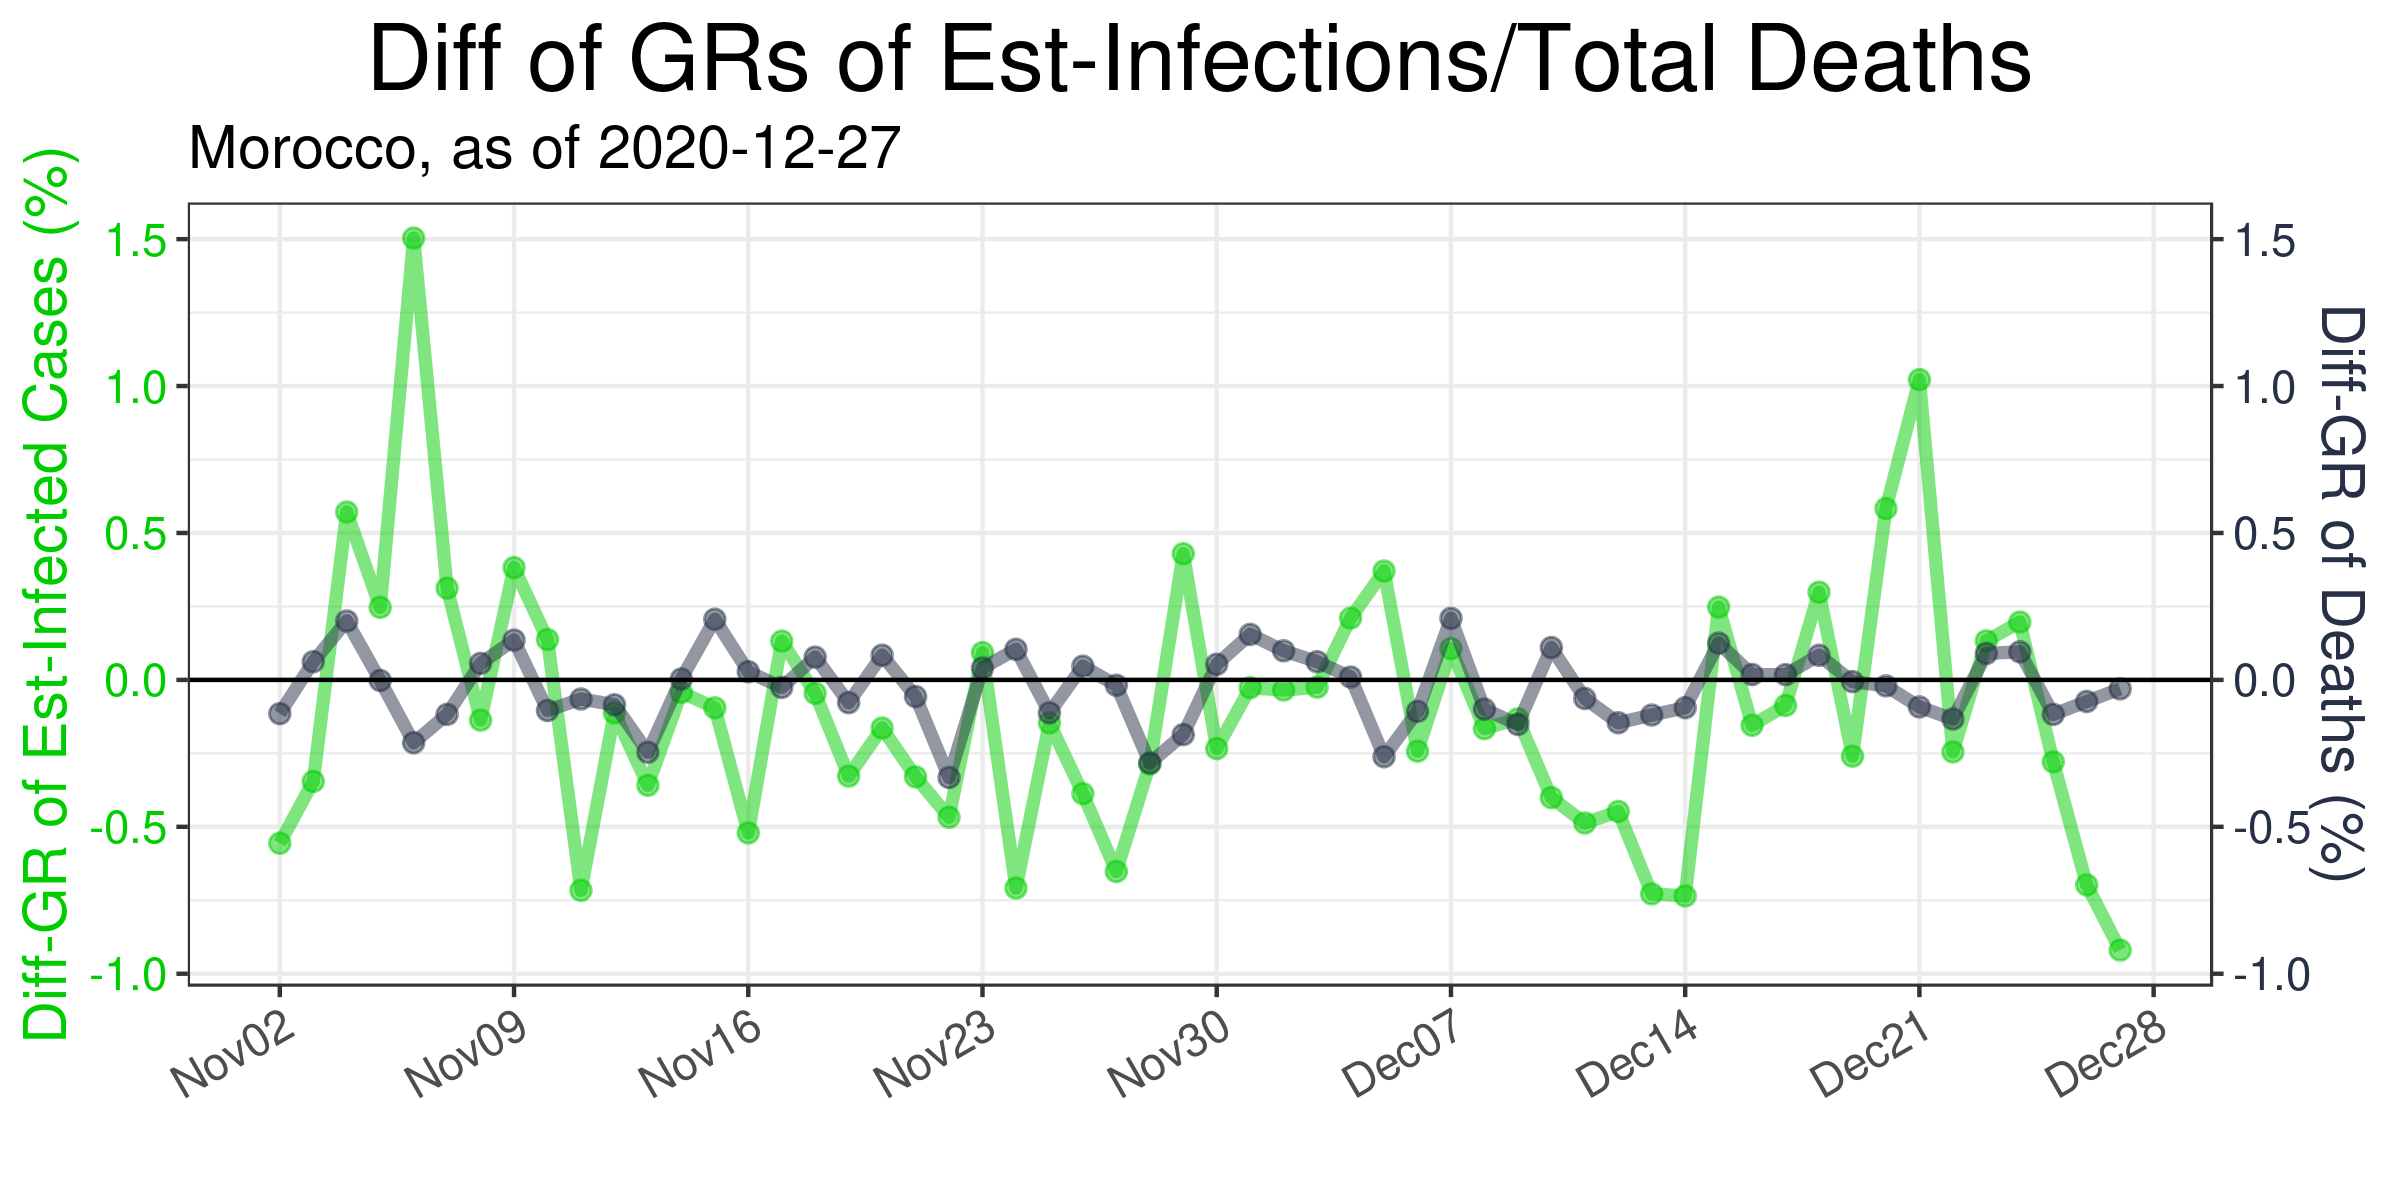 Diff of GRs of Est-Infections/Total Deaths
Morocco, as of 2020-12-27
Diff-GR of Est-Infected Cases (%)
1.5
1.0
0.5
0.0
-0.5
-1.0
1.5
1.0
0.5
0.0
-0.5
-1.0
Diff-GR of Deaths (%)
Nov02
Nov09
Nov16
Nov23
Nov30
Dec07
Dec14
Dec21
Dec28